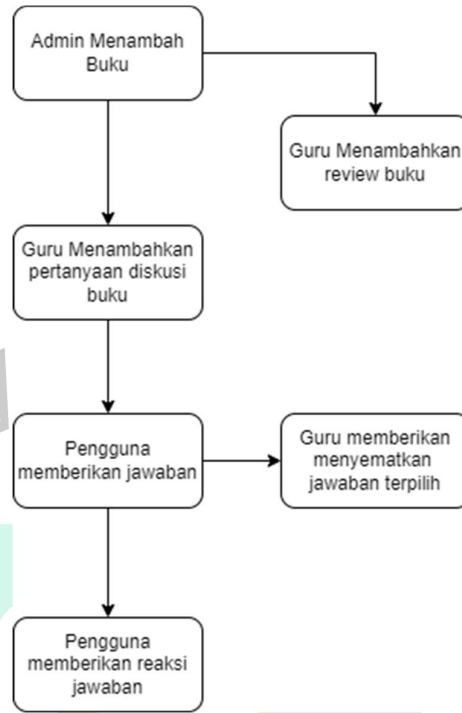 Admin Menambah
Buku
Guru Menambahkan
review buku
Guru Menambahkan
pertanyaan diskusi
buku
Pengguna
memberikan jawaban
Guru memberikan
menyematkan
jawaban terpilih
Pengguna
memberikan reaksi
jawaban